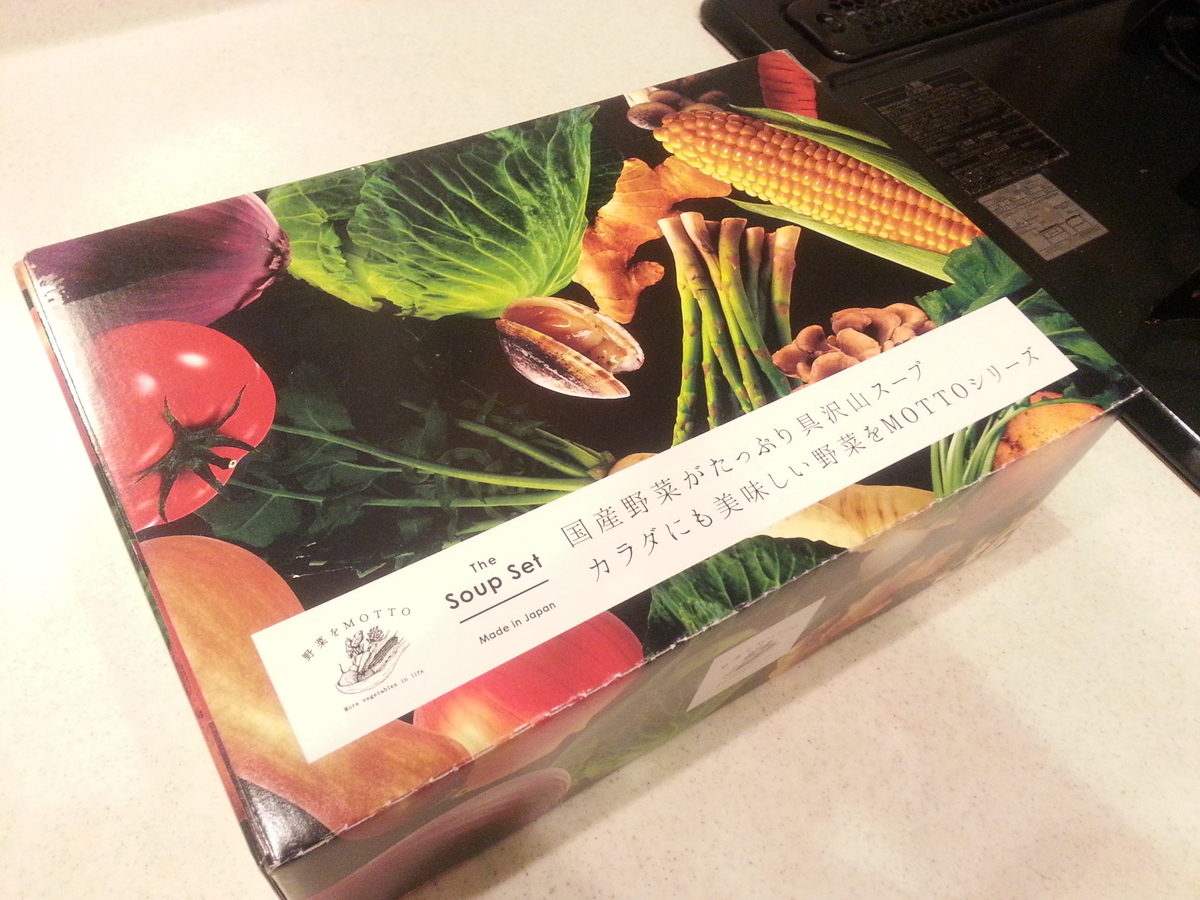 野菜をMOTTO
More vegetables in life
The
Soup Set
Made in Japan
国産野菜がたっぷり具沢山スープ
カラダにも美味しい野菜をMOTTOシリーズ